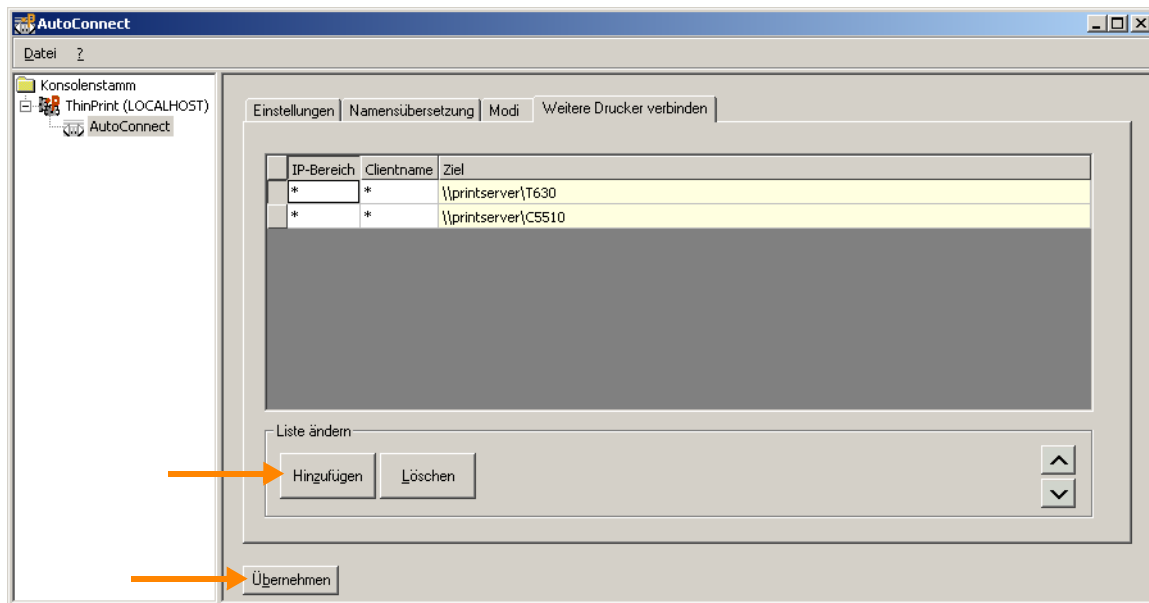 AutoConnect
Datei ?
Konsolenstamm
ThinPrint (LOCALHOST)
AutoConnect
Einstellungen Namensübersetzung Modi Weitere Drucker verbinden
IP-Bereich Clientname Ziel
* * \\printserver\T630
* * \\printserver\C5510
Liste ändern
Hinzufügen Löschen
Übernehmen